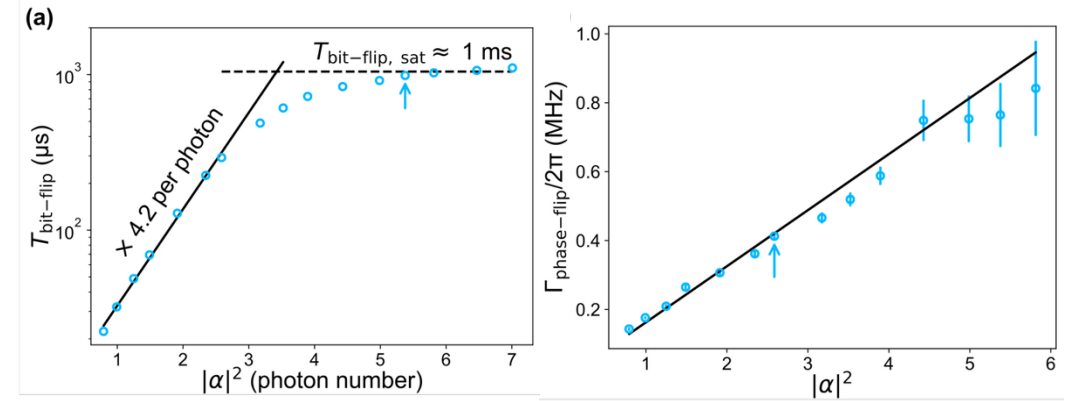 (a)
T_bit−flip, sat ≈ 1 ms
× 4.2 per photon
T_bit−flip (μs)
10^3
10^2
1 2 3 4 5 6 7
|α|^2 (photon number)
Γ_phase−flip/2π (MHz)
1.0
0.8
0.6
0.4
0.2
1 2 3 4 5 6
|α|^2